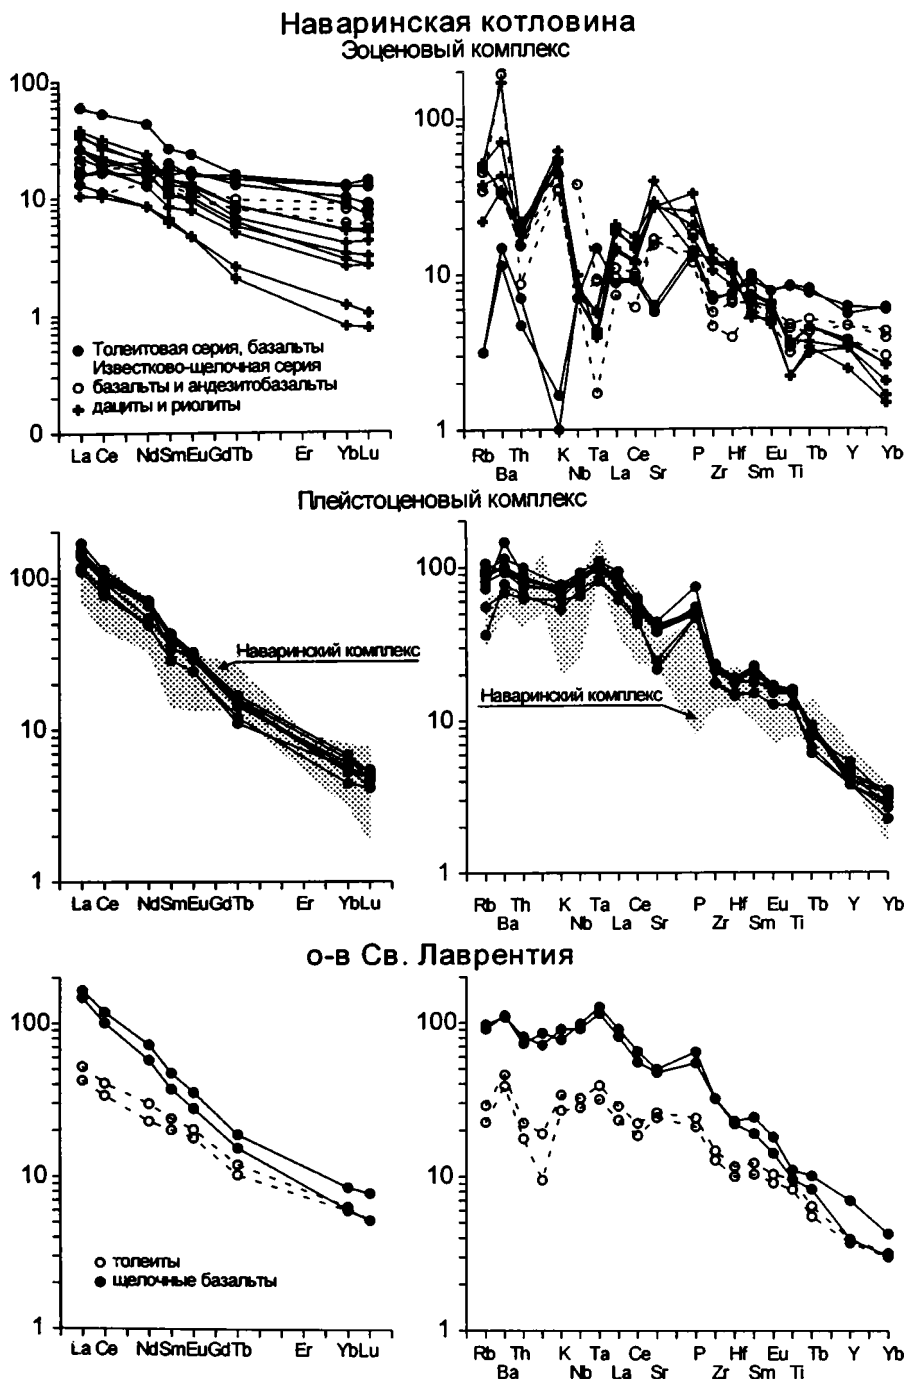 Наваринская котловина
Эоценовый комплекс
100
10
1
0
Толеитовая серия, базальты
Известково-щелочная серия
базальты и андезитобазальты
дациты и риолиты
La Ce Nd Sm Eu Gd Tb Er Yb Lu
100
10
1
Rb Th K Ta Ce P Hf Eu Tb Yb
Ba Nb La Sr Zr Sm Ti Y
Плейстоценовый комплекс
100
10
1
Наваринский комплекс
La Ce Nd Sm Eu Gd Tb Er Yb Lu
100
10
1
Наваринский комплекс
Rb Th K Ta Ce P Hf Eu Tb Y Yb
Ba Nb La Sr Zr Sm Ti
о-в Св. Лаврентия
100
10
1
толеиты
щелочные базальты
La Ce Nd Sm Eu Gd Tb Er Yb Lu
100
10
1
Rb Th K Ta Ce P Hf Eu Tb Y Yb
Ba Nb La Sr Zr Sm Ti